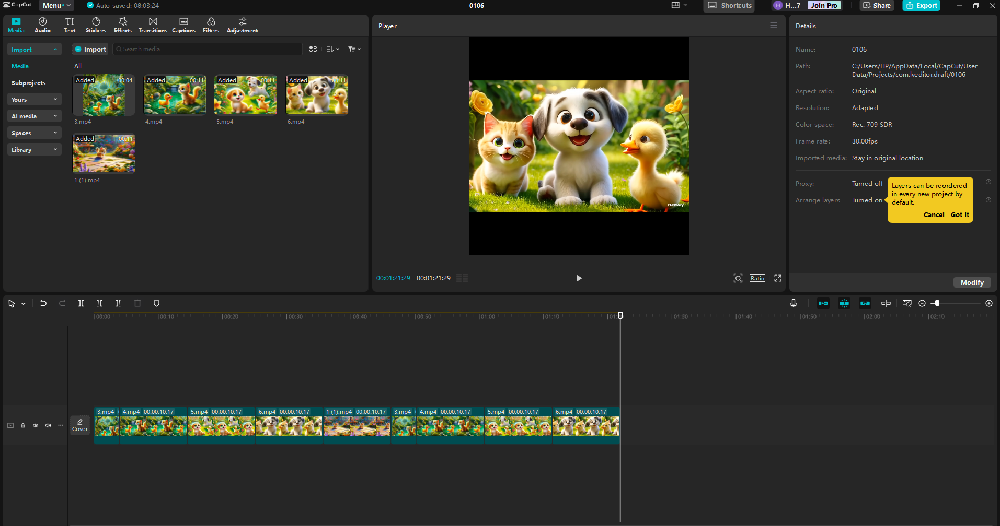 CapCut
Menu
Auto saved: 08:03:24
0106
Shortcuts
H...7
Join Pro
Share
Export
Media
Audio
Text
Stickers
Effects
Transitions
Captions
Filters
Adjustment
Import
Media
Subprojects
Yours
AI media
Spaces
Library
Import
Search media
All
Added 00:04
3.mp4
Added 00:11
4.mp4
Added 00:11
5.mp4
Added 00:11
6.mp4
Added 00:11
1 (1).mp4
Player
runway
00:01:21:29 00:01:21:29
Ratio
Details
Name: 0106
Path: C:/Users/HP/AppData/Local/CapCut/User
Data/Projects/com.lveditor.draft/0106
Aspect ratio: Original
Resolution: Adapted
Color space: Rec. 709 SDR
Frame rate: 30.00fps
Imported media: Stay in original location
Proxy: Turned off
Arrange layers Turned on
Layers can be reordered
in every new project by
default.
Cancel Got it
Modify
00:00 00:10 00:20 00:30 00:40 00:50 01:00 01:10 01:30 01:40 01:50 02:00 02:10
Cover
3.mp4
4.mp4 00:00:10:17
5.mp4 00:00:10:17
6.mp4 00:00:10:17
1 (1).mp4 00:00:10:17
3.mp4
4.mp4 00:00:10:17
5.mp4 00:00:10:17
6.mp4 00:00:10:17